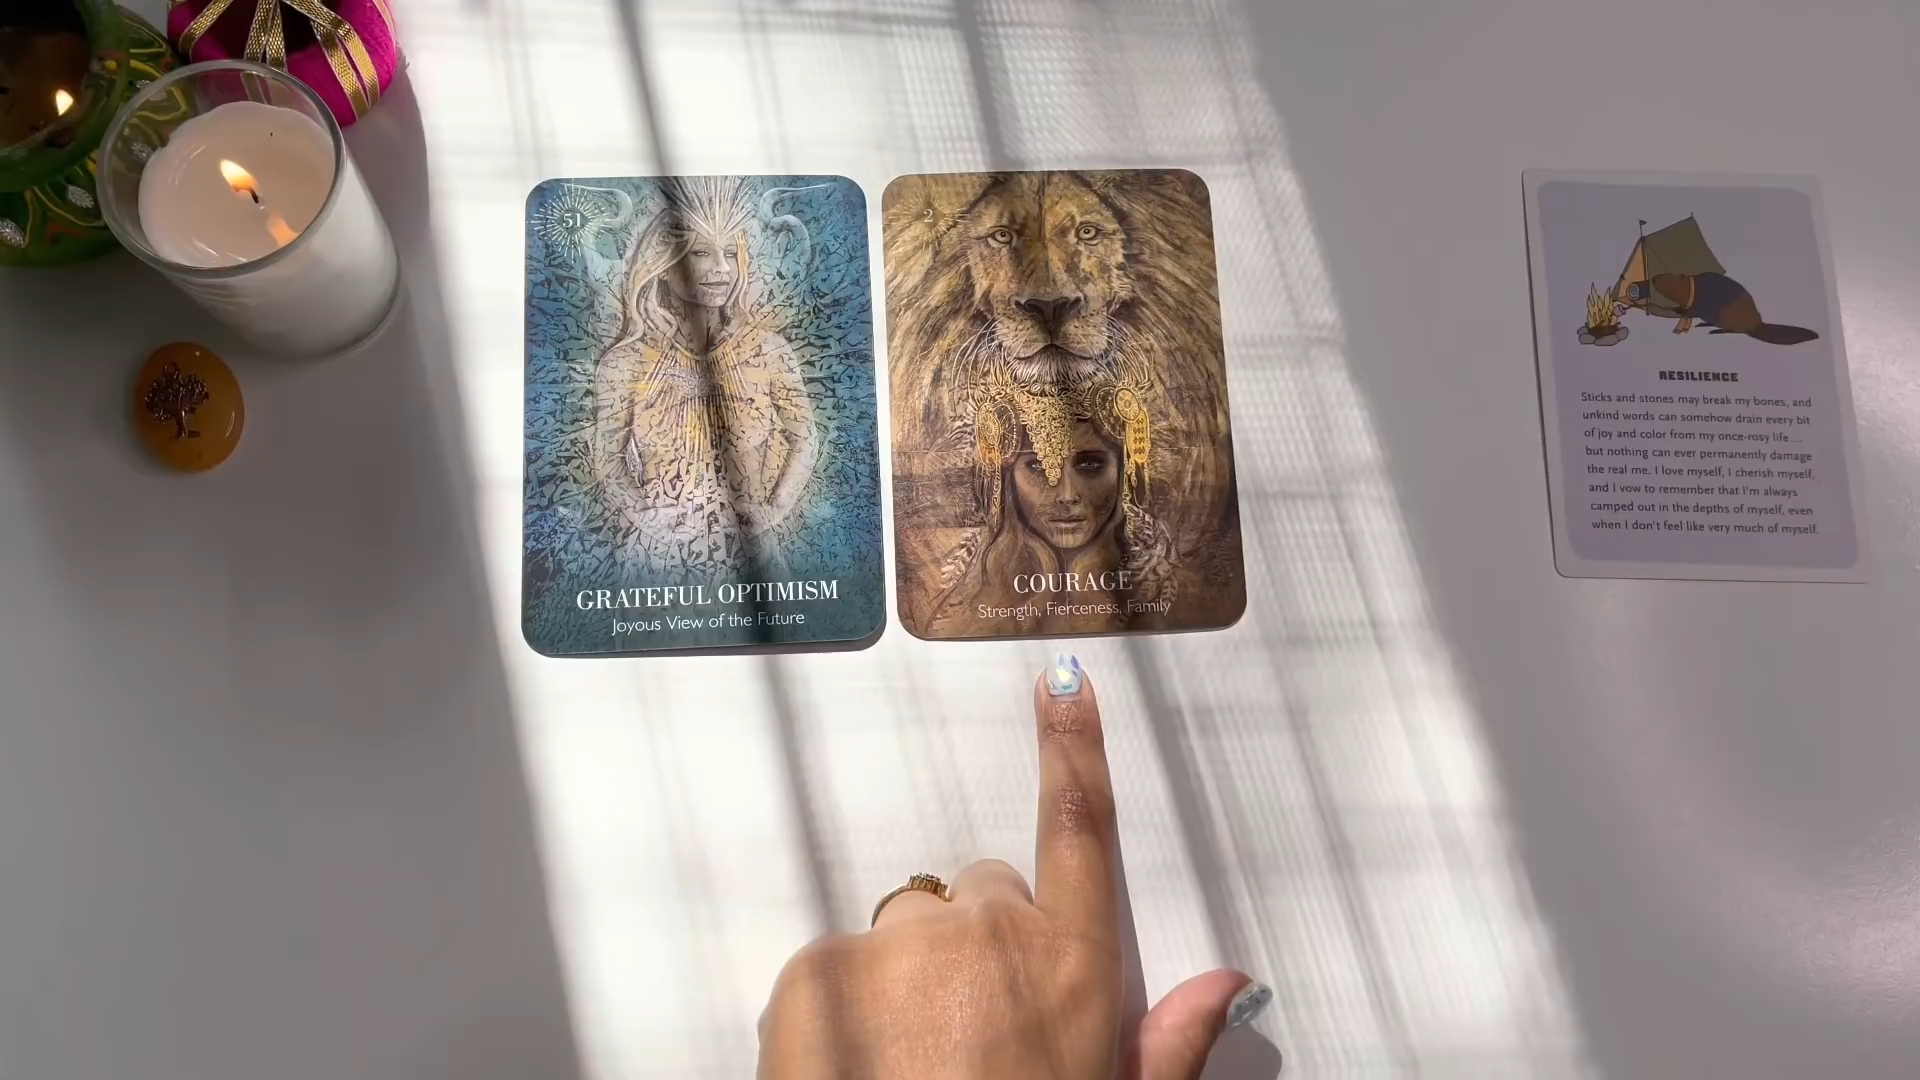 51
GRATEFUL OPTIMISM
Joyous View of the Future
2
COURAGE
Strength, Fierceness, Family
RESILIENCE
Sticks and stones may break my bones, and
unkind words can somehow drain every bit
of joy and color from my once-rosy life...
but nothing can ever permanently damage
the real me. I love myself, I cherish myself,
and I vow to remember that I'm always
camped out in the depths of myself, even
when I don't feel like very much of myself.